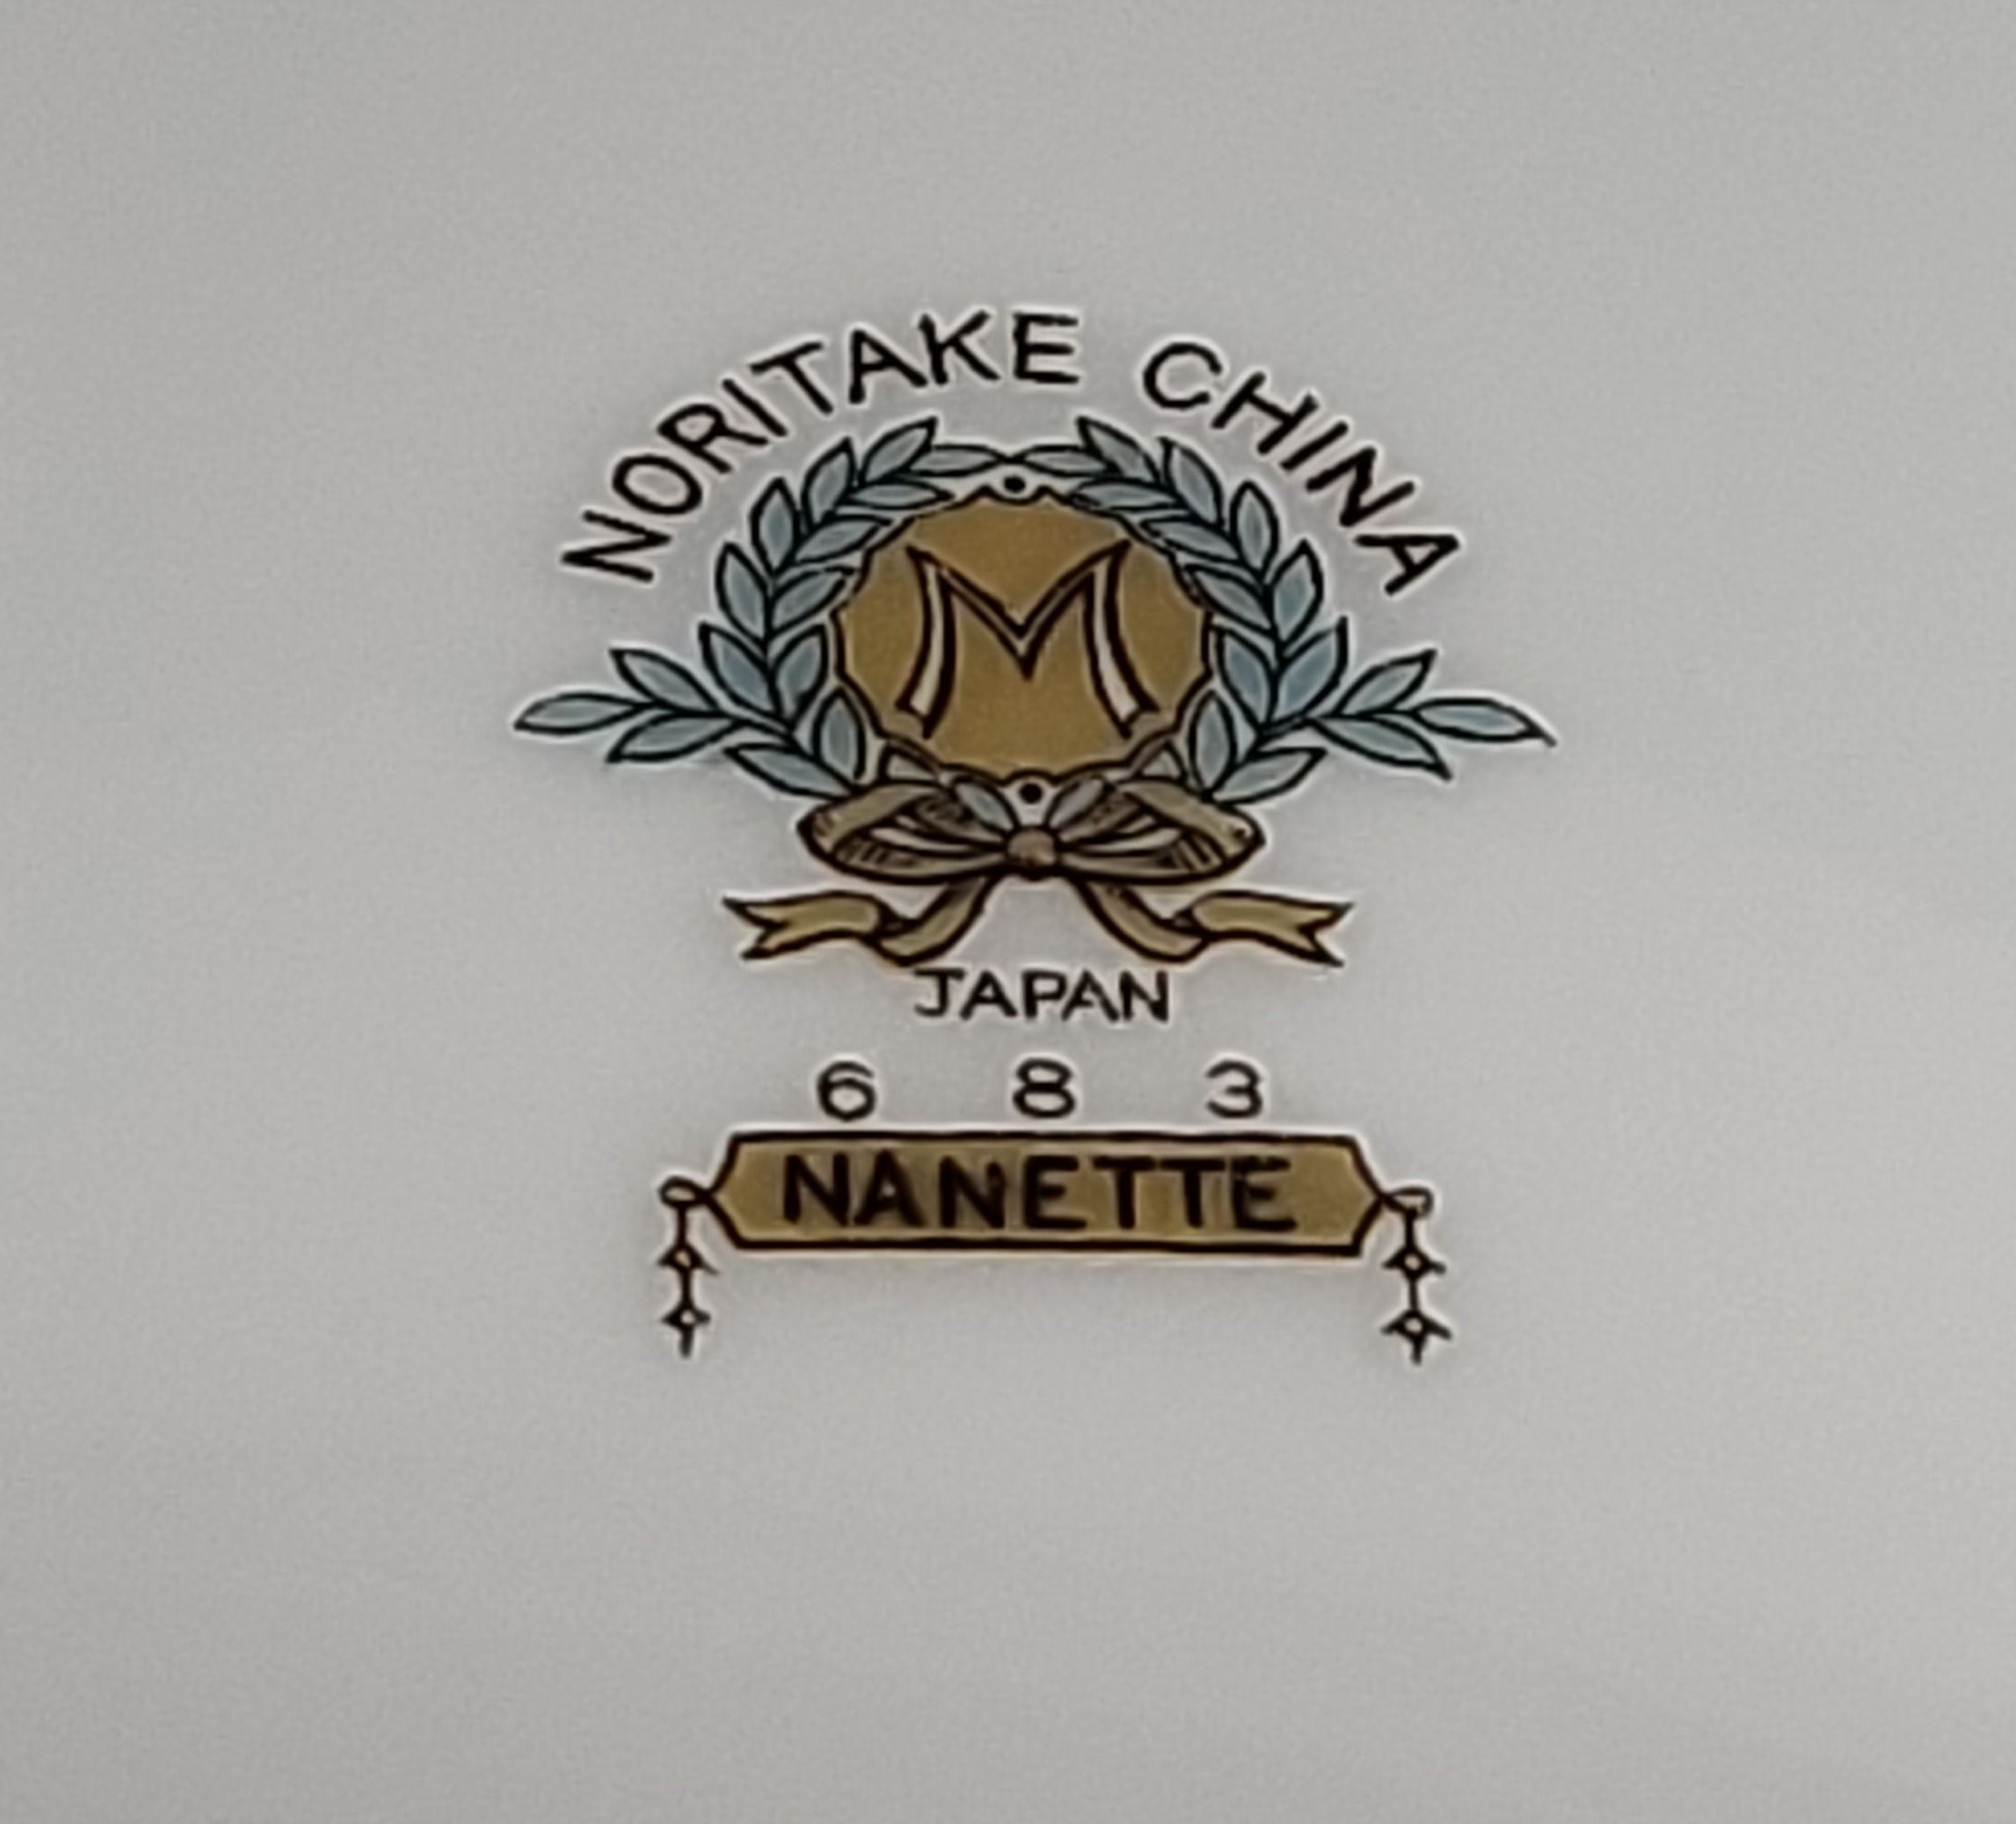 NORITAKE CHINA
M
JAPAN
6 8 3
NANETTE